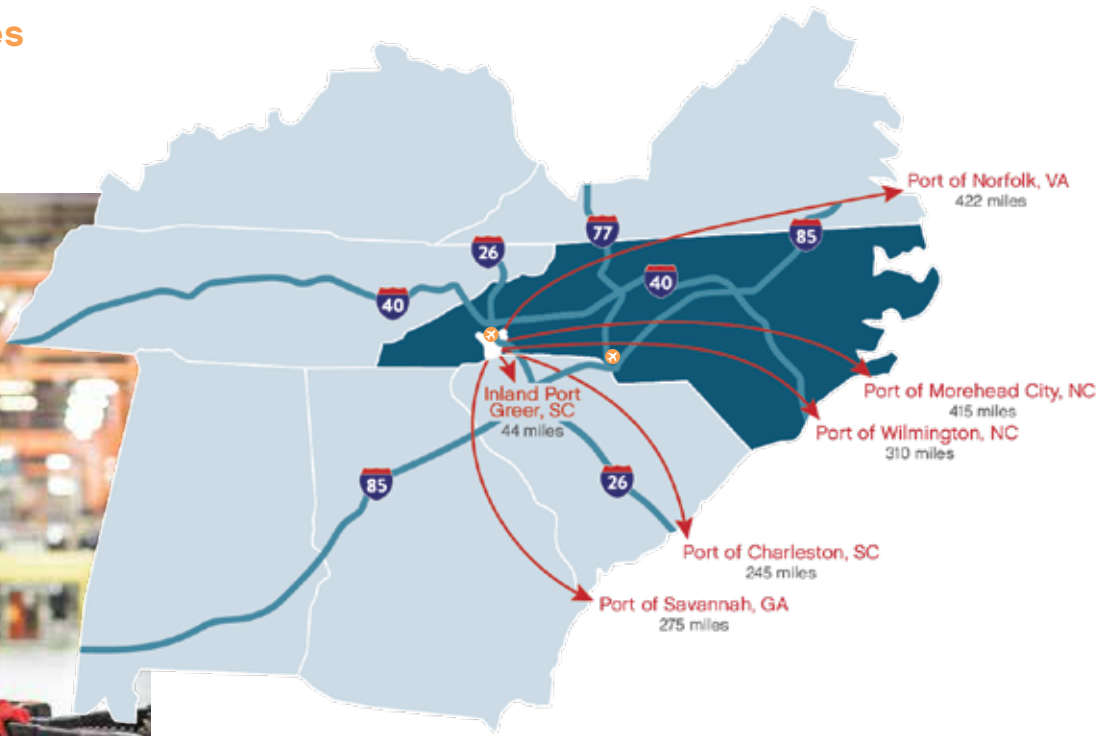 es
Port of Norfolk, VA
422 miles
77
85
26
40
40
Inland Port
Greer, SC
44 miles
Port of Morehead City, NC
415 miles
Port of Wilmington, NC
310 miles
85
26
Port of Charleston, SC
245 miles
Port of Savannah, GA
275 miles